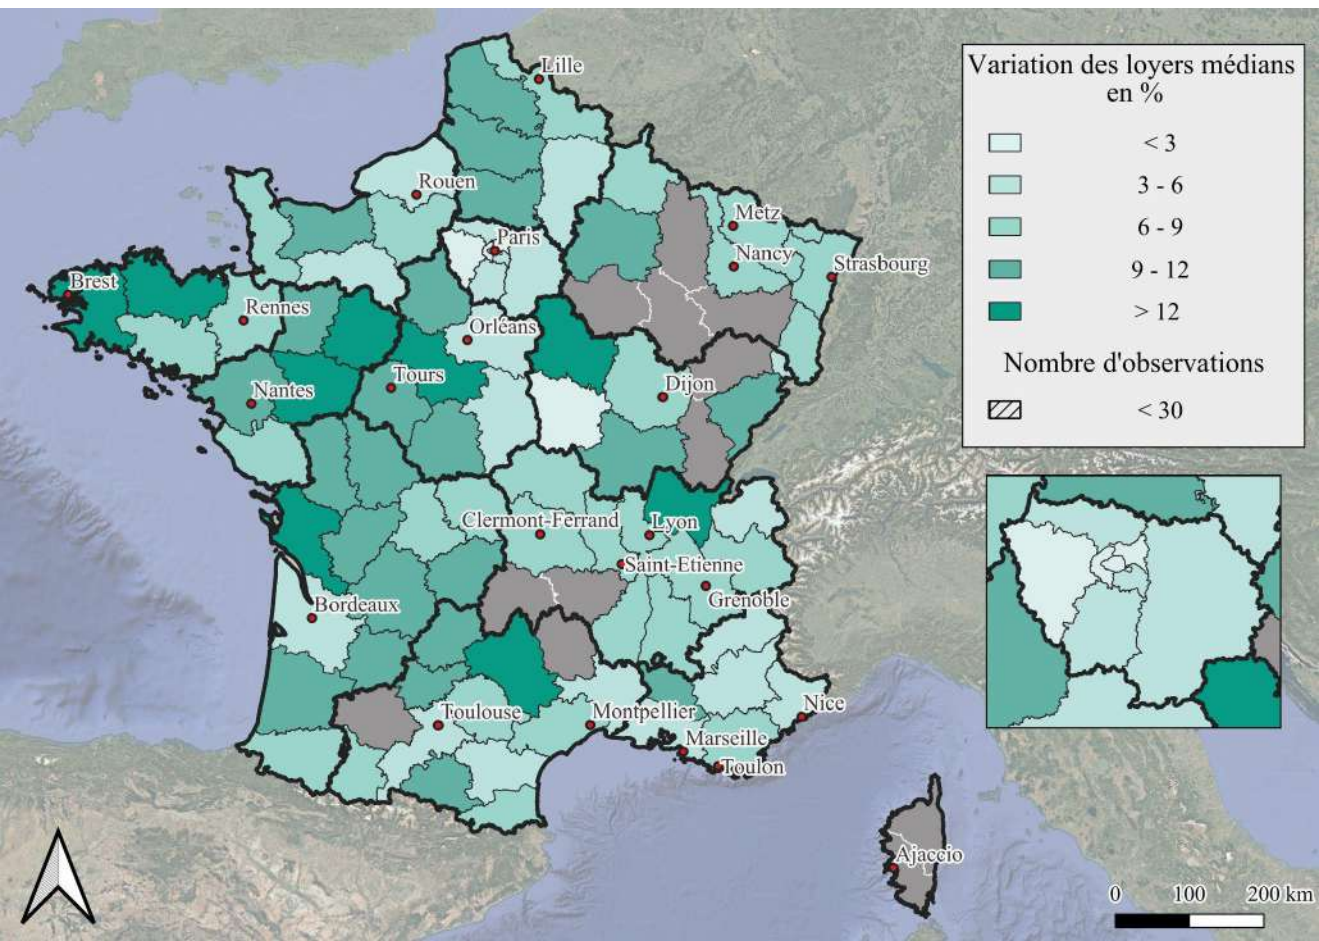 Variation des loyers médians
en %
< 3
3 - 6
6 - 9
9 - 12
> 12
Nombre d'observations
< 30
Lille
Rouen
Metz
Paris
Nancy
Strasbourg
Brest
Rennes
Orléans
Nantes
Tours
Dijon
Clermont-Ferrand
Lyon
Saint-Etienne
Grenoble
Bordeaux
Toulouse
Montpellier
Nice
Marseille
Toulon
Ajaccio
0 100 200 km